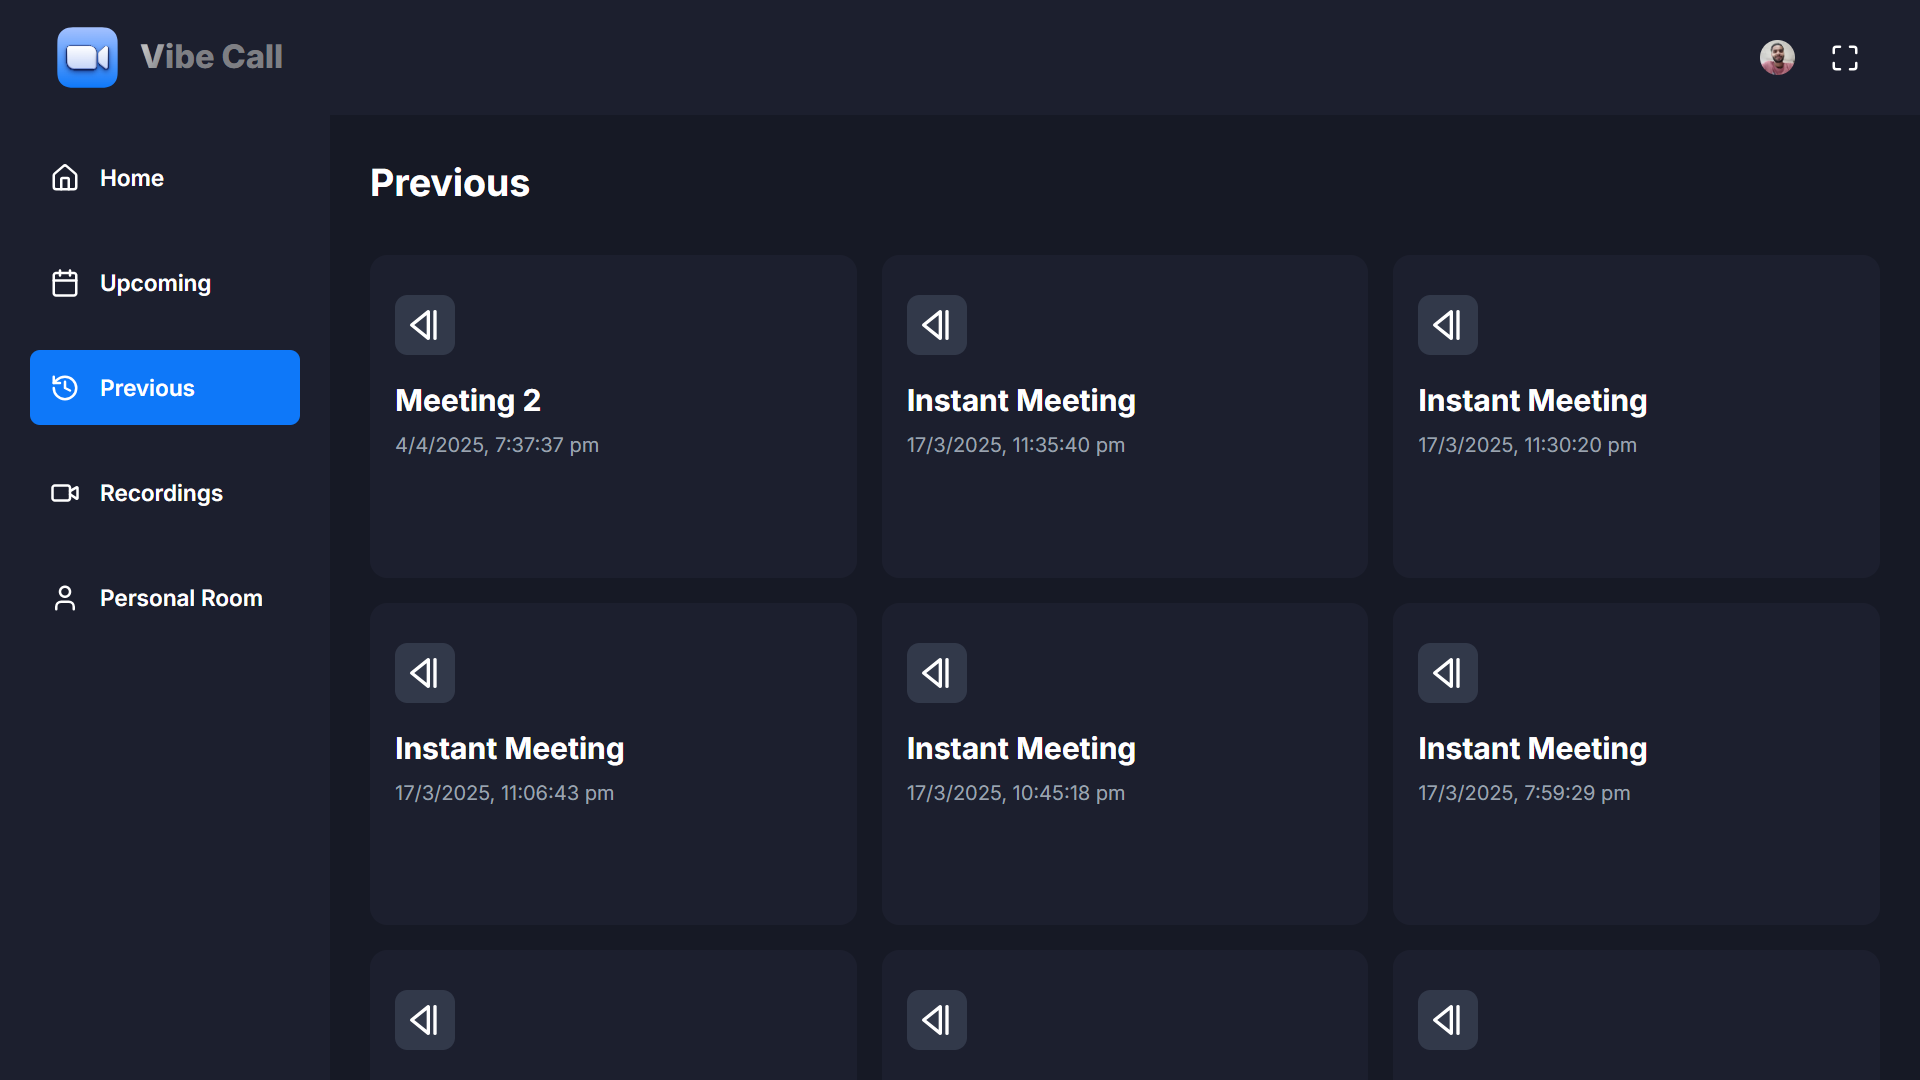 Vibe Call
Home
Upcoming
Previous
Recordings
Personal Room
Previous
Meeting 2
4/4/2025, 7:37:37 pm
Instant Meeting
17/3/2025, 11:35:40 pm
Instant Meeting
17/3/2025, 11:30:20 pm
Instant Meeting
17/3/2025, 11:06:43 pm
Instant Meeting
17/3/2025, 10:45:18 pm
Instant Meeting
17/3/2025, 7:59:29 pm